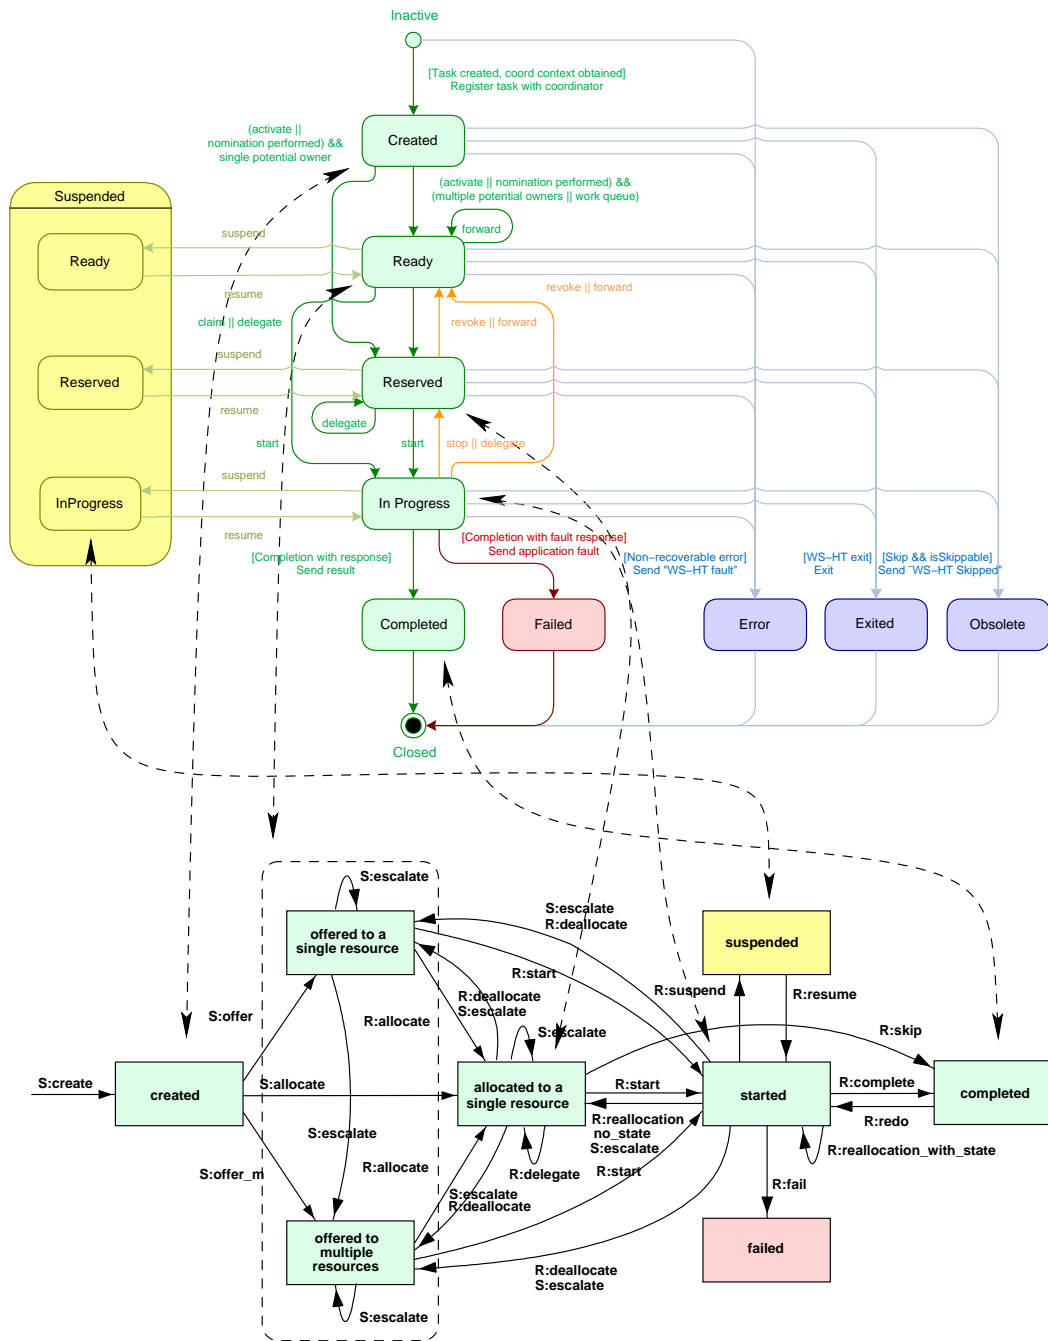 Inactive
[Task created, coord context obtained]
Register task with coordinator
(activate ||
nomination performed) &&
single potential owner
Created
(activate || nomination performed) &&
(multiple potential owners || work queue)
Suspended
forward
suspend
Ready
Ready
resume
revoke || forward
claim || delegate
revoke || forward
suspend
Reserved
Reserved
resume
delegate
start
start
stop || delegate
suspend
InProgress
In Progress
resume
[Completion with response]
Send result
[Completion with fault response]
Send application fault
[Non−recoverable error]
Send "WS−HT fault"
[WS−HT exit]
Exit
[Skip && isSkippable]
Send ¨WS−HT Skipped"
Completed
Failed
Error
Exited
Obsolete
Closed
S:escalate
S:escalate
R:deallocate
offered to a
single resource
suspended
R:start
R:suspend
R:resume
R:deallocate
S:escalate
S:offer
R:allocate
S:escalate
R:skip
S:create
created
S:allocate
allocated to a
single resource
R:start
started
R:complete
completed
R:reallocation
no_state
S:escalate
R:redo
S:escalate
R:allocate
R:delegate
R:start
R:reallocation_with_state
S:offer_m
S:escalate
R:deallocate
R:fail
offered to
multiple
resources
failed
R:deallocate
S:escalate
S:escalate